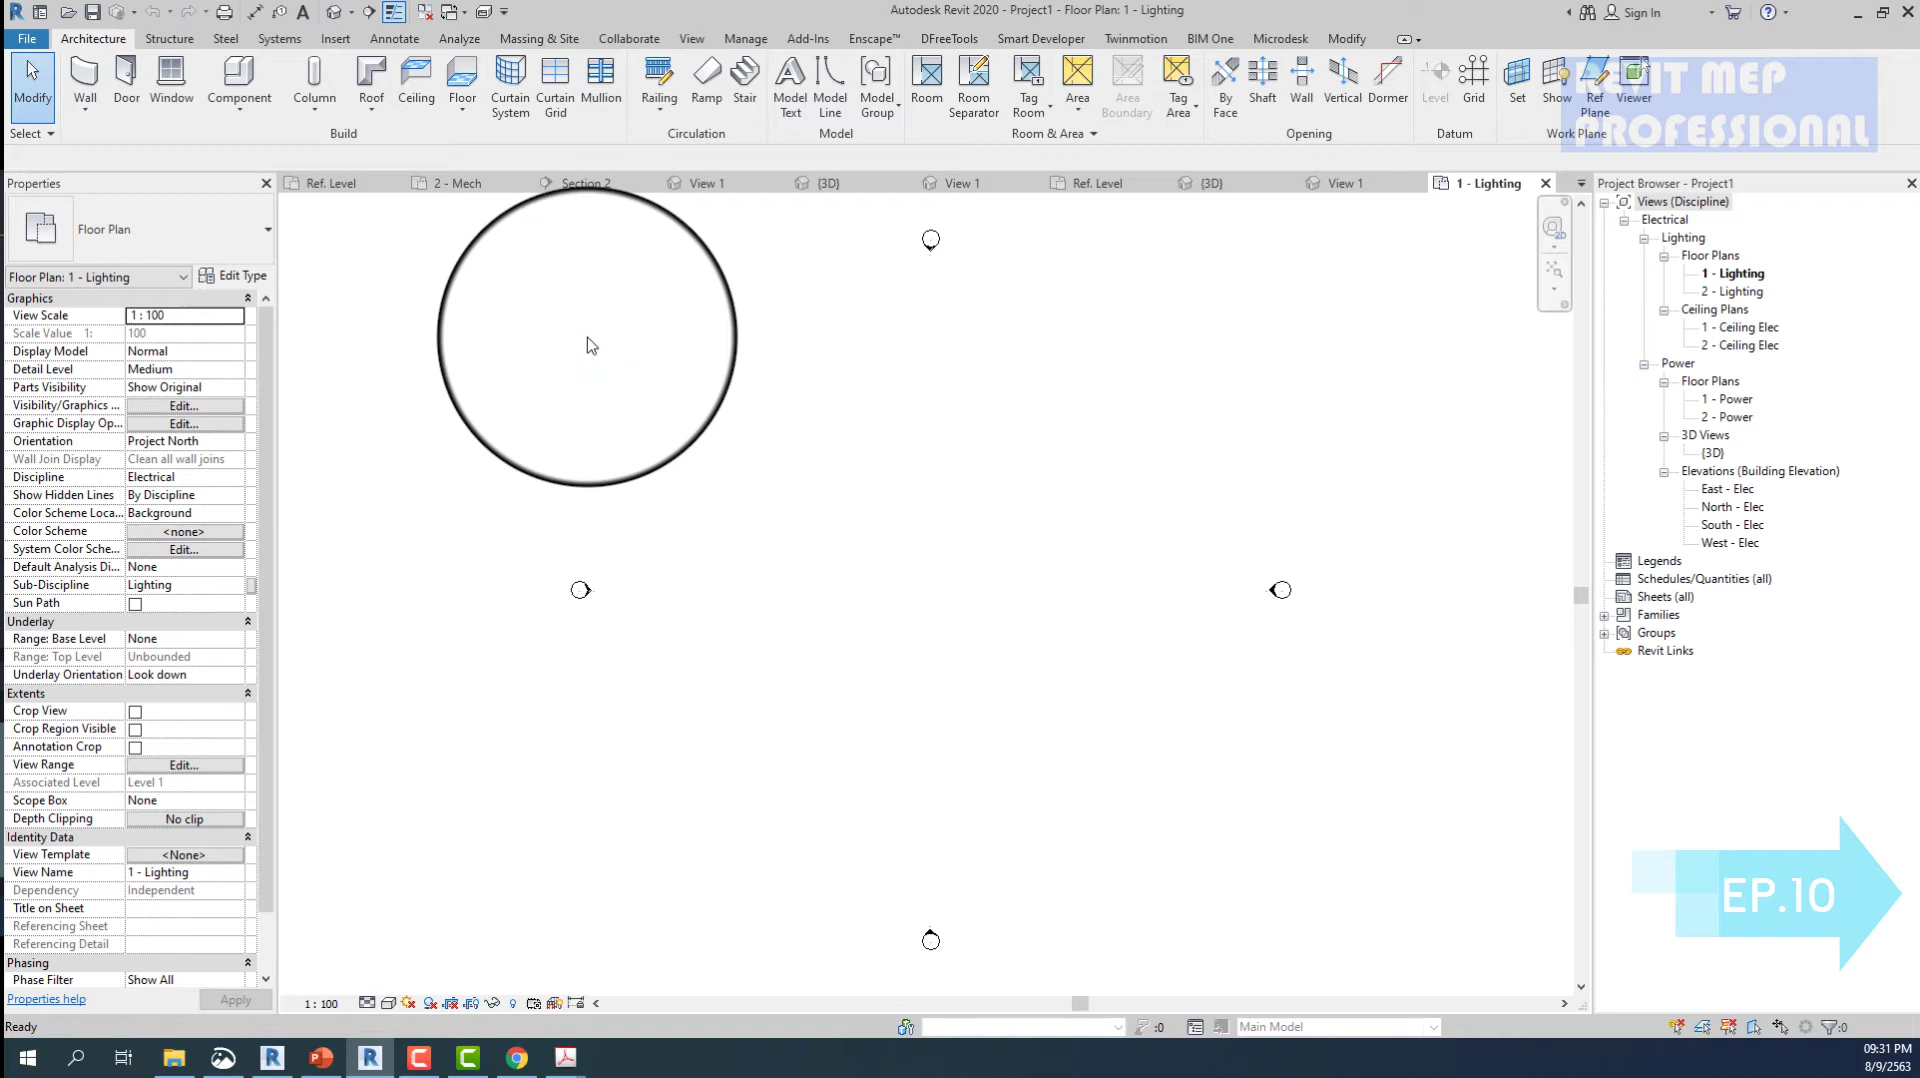 Autodesk Revit 2020 - Project1 - Floor Plan: 1 - Lighting
Sign In
File Architecture Structure Steel Systems Insert Annotate Analyze Massing & Site Collaborate View Manage Add-Ins Enscape™ DFreeTools Smart Developer Twinmotion BIM One Microdesk Modify
Modify Wall Door Window Component Column Roof Ceiling Floor Curtain System Curtain Grid Mullion Railing Ramp Stair Model Text Model Line Model Group Room Room Separator Tag Room Area Area Boundary Tag Area By Face Shaft Wall Vertical Dormer Level Grid Set Show Ref Plane Viewer
Select Build Circulation Model Room & Area Opening Datum Work Plane
REVIT MEP
PROFESSIONAL
Properties
Ref. Level 2 - Mech Section 2 View 1 {3D} View 1 Ref. Level {3D} View 1 1 - Lighting
Floor Plan
Floor Plan: 1 - Lighting Edit Type
Graphics
View Scale 1 : 100
Scale Value 1: 100
Display Model Normal
Detail Level Medium
Parts Visibility Show Original
Visibility/Graphics ... Edit...
Graphic Display Op... Edit...
Orientation Project North
Wall Join Display Clean all wall joins
Discipline Electrical
Show Hidden Lines By Discipline
Color Scheme Loca... Background
Color Scheme <none>
System Color Sche... Edit...
Default Analysis Di... None
Sub-Discipline Lighting
Sun Path
Underlay
Range: Base Level None
Range: Top Level Unbounded
Underlay Orientation Look down
Extents
Crop View
Crop Region Visible
Annotation Crop
View Range Edit...
Associated Level Level 1
Scope Box None
Depth Clipping No clip
Identity Data
View Template <None>
View Name 1 - Lighting
Dependency Independent
Title on Sheet
Referencing Sheet
Referencing Detail
Phasing
Phase Filter Show All
Properties help Apply
2D
1 : 100
Project Browser - Project1
Views (Discipline)
Electrical
Lighting
Floor Plans
1 - Lighting
2 - Lighting
Ceiling Plans
1 - Ceiling Elec
2 - Ceiling Elec
Power
Floor Plans
1 - Power
2 - Power
3D Views
{3D}
Elevations (Building Elevation)
East - Elec
North - Elec
South - Elec
West - Elec
Legends
Schedules/Quantities (all)
Sheets (all)
Families
Groups
Revit Links
EP.10
Ready :0 Main Model :0
09:31 PM
8/9/2563